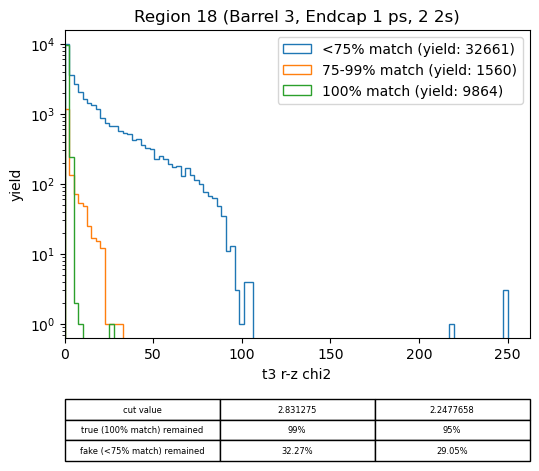 Region 18 (Barrel 3, Endcap 1 ps, 2 2s)
<75% match (yield: 32661)
75-99% match (yield: 1560)
100% match (yield: 9864)
yield
10^4
10^3
10^2
10^1
10^0
0 50 100 150 200 250
t3 r-z chi2
cut value 2.831275 2.2477658
true (100% match) remained 99% 95%
fake (<75% match) remained 32.27% 29.05%